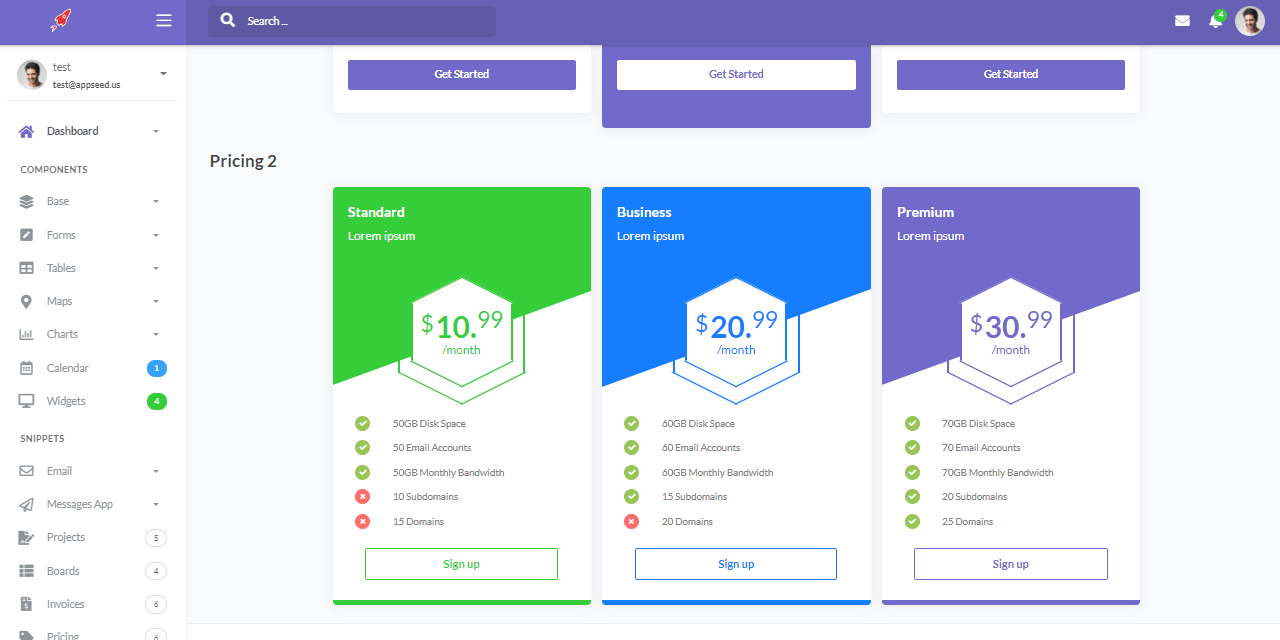 Search ...
4
test
test@appseed.us
Dashboard
COMPONENTS
Base
Forms
Tables
Maps
Charts
Calendar 1
Widgets 4
SNIPPETS
Email
Messages App
Projects 5
Boards 4
Invoices 6
Pricing 6
Get Started
Get Started
Get Started
Pricing 2
Standard
Lorem ipsum
$10.99
/month
50GB Disk Space
50 Email Accounts
50GB Monthly Bandwidth
10 Subdomains
15 Domains
Sign up
Business
Lorem ipsum
$20.99
/month
60GB Disk Space
60 Email Accounts
60GB Monthly Bandwidth
15 Subdomains
20 Domains
Sign up
Premium
Lorem ipsum
$30.99
/month
70GB Disk Space
70 Email Accounts
70GB Monthly Bandwidth
20 Subdomains
25 Domains
Sign up